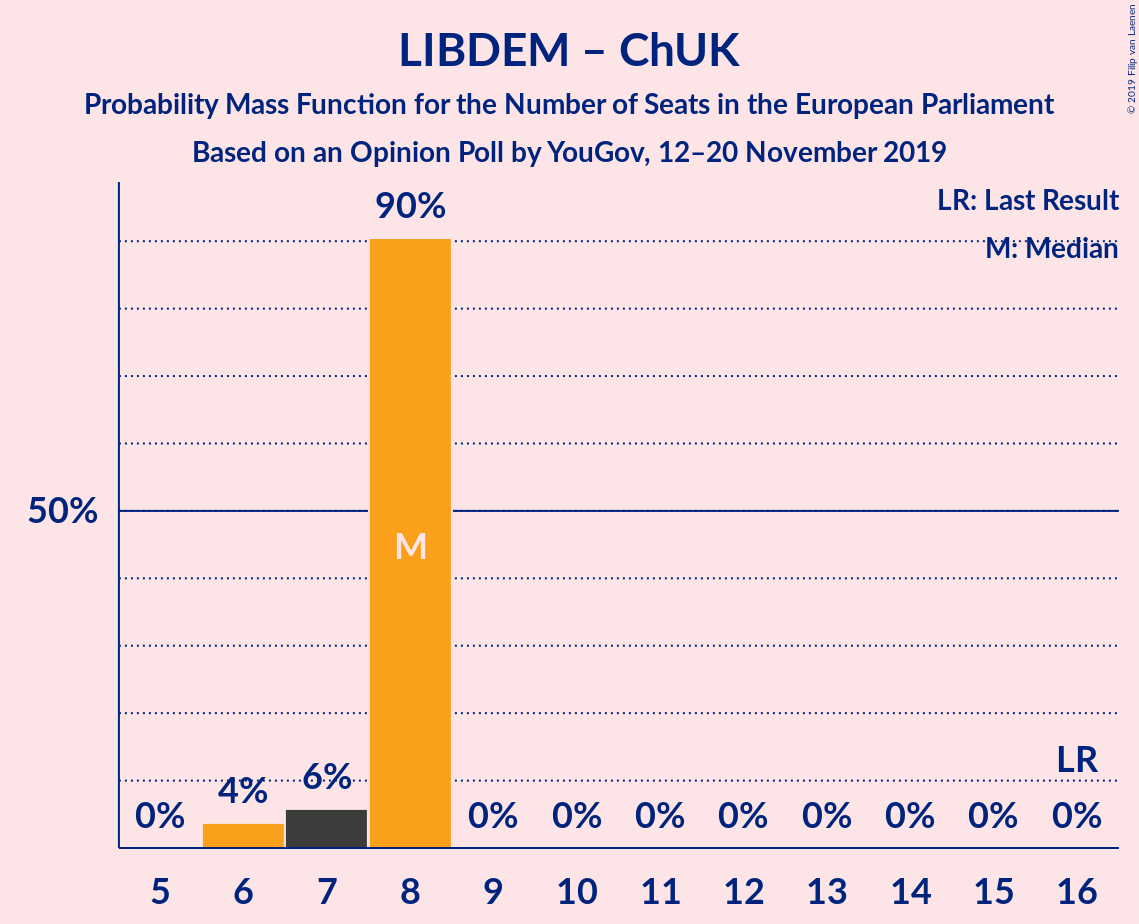 LIBDEM – ChUK
Probability Mass Function for the Number of Seats in the European Parliament
Based on an Opinion Poll by YouGov, 12–20 November 2019
© 2019 Filip van Laenen
LR: Last Result
M: Median
90%
50%
M
LR
0% 4% 6% 0% 0% 0% 0% 0% 0% 0% 0%
5 6 7 8 9 10 11 12 13 14 15 16